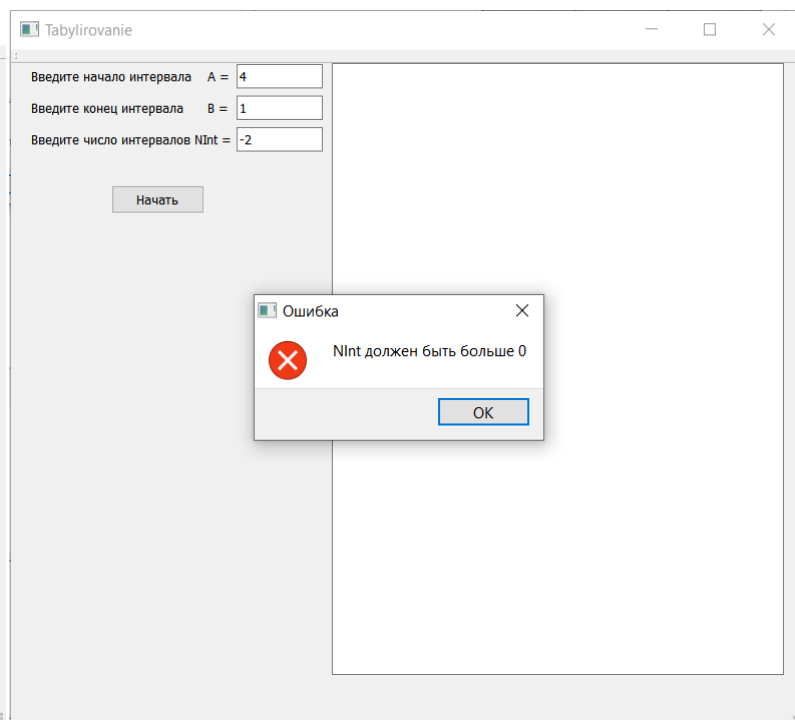 Tabylirovanie
Введите начало интервала A = 4
Введите конец интервала B = 1
Введите число интервалов NInt = -2
Начать
Ошибка
NInt должен быть больше 0
OK